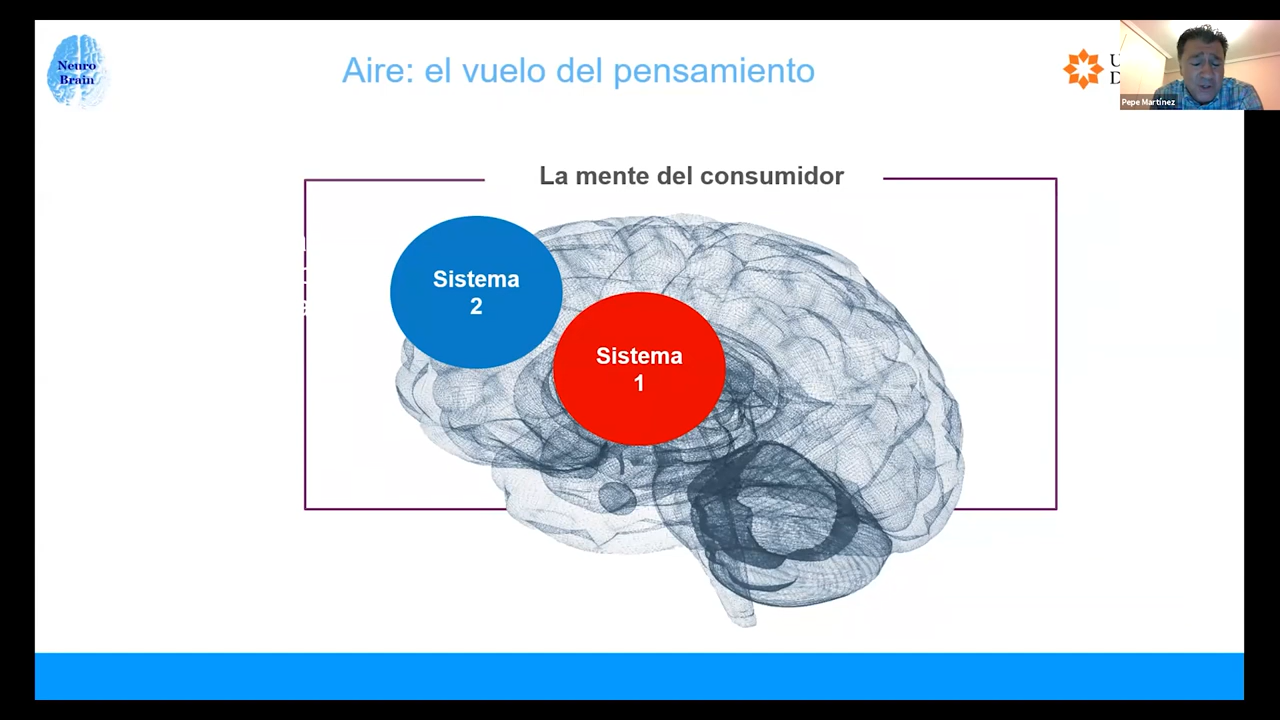 Neuro
Brain
Aire: el vuelo del pensamiento
U
D
Pepe Martínez
La mente del consumidor
Sistema
2
Sistema
1